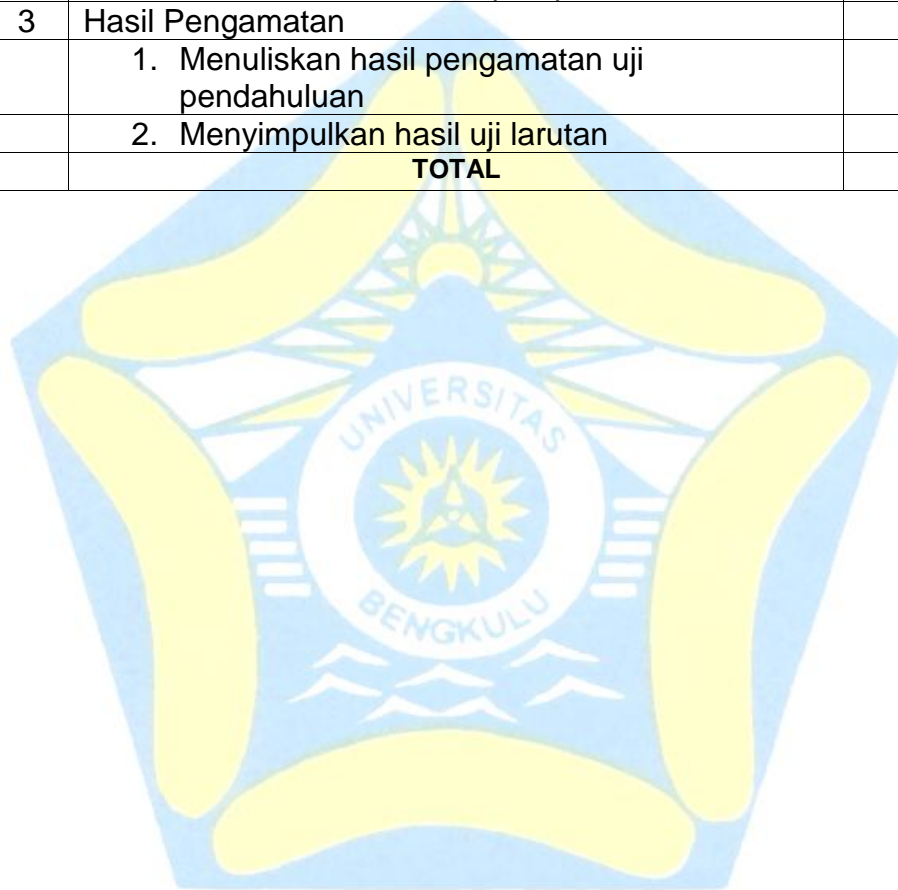 3 Hasil Pengamatan
1. Menuliskan hasil pengamatan uji
pendahuluan
2. Menyimpulkan hasil uji larutan
TOTAL
UNIVERSITAS
BENGKULU